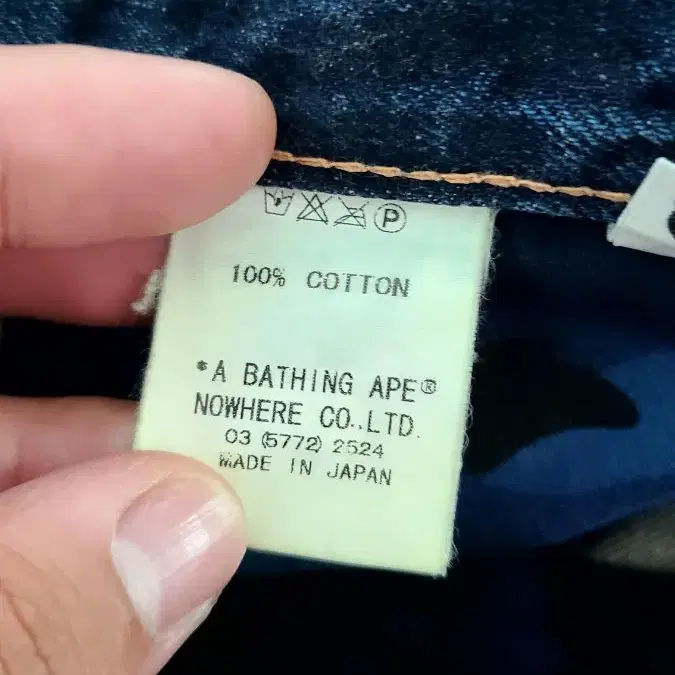 P
100% COTTON
*A BATHING APE®
NOWHERE CO.,LTD.
03 (5772) 2524
MADE IN JAPAN